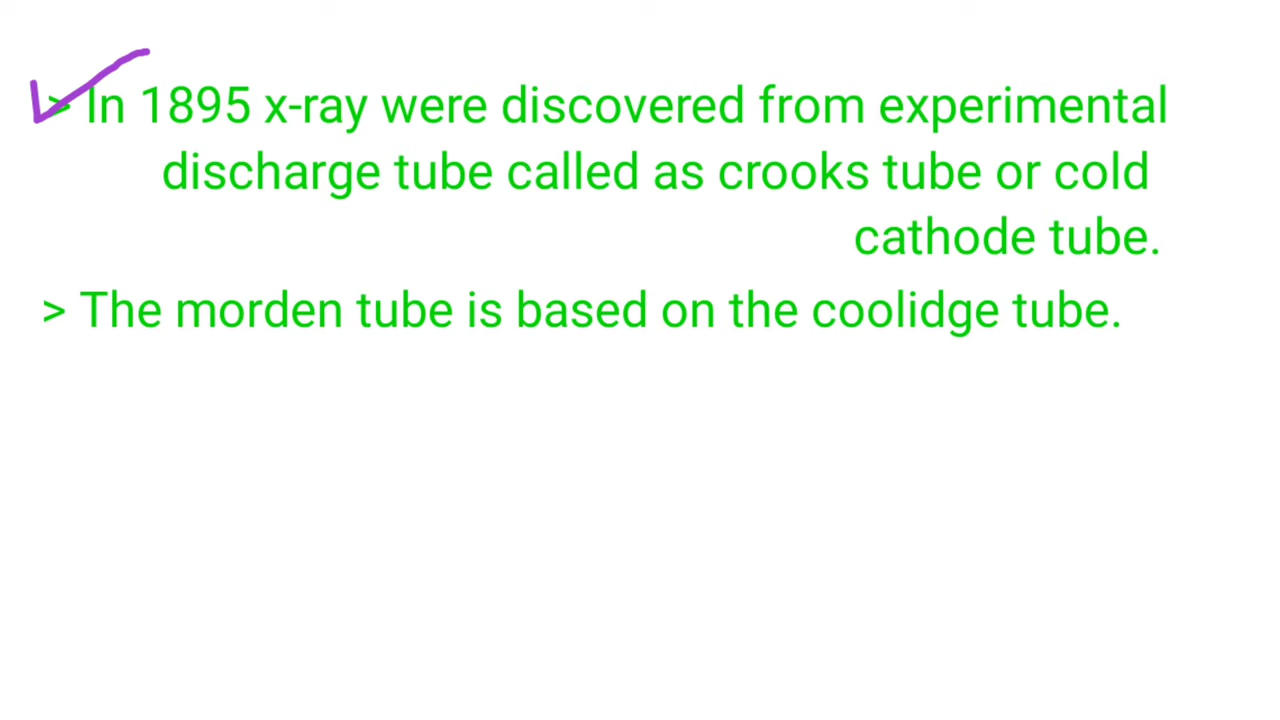 > In 1895 x-ray were discovered from experimental
discharge tube called as crooks tube or cold
cathode tube.
> The morden tube is based on the coolidge tube.